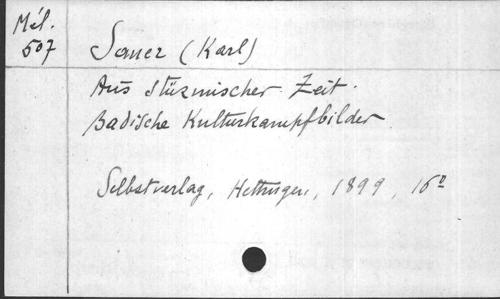 Mél.
507
Sauer (Karl)
Aus stürmischer Zeit.
Badische Kulturkampfbilder
Selbstverlag, Hettingen, 1899, 16°